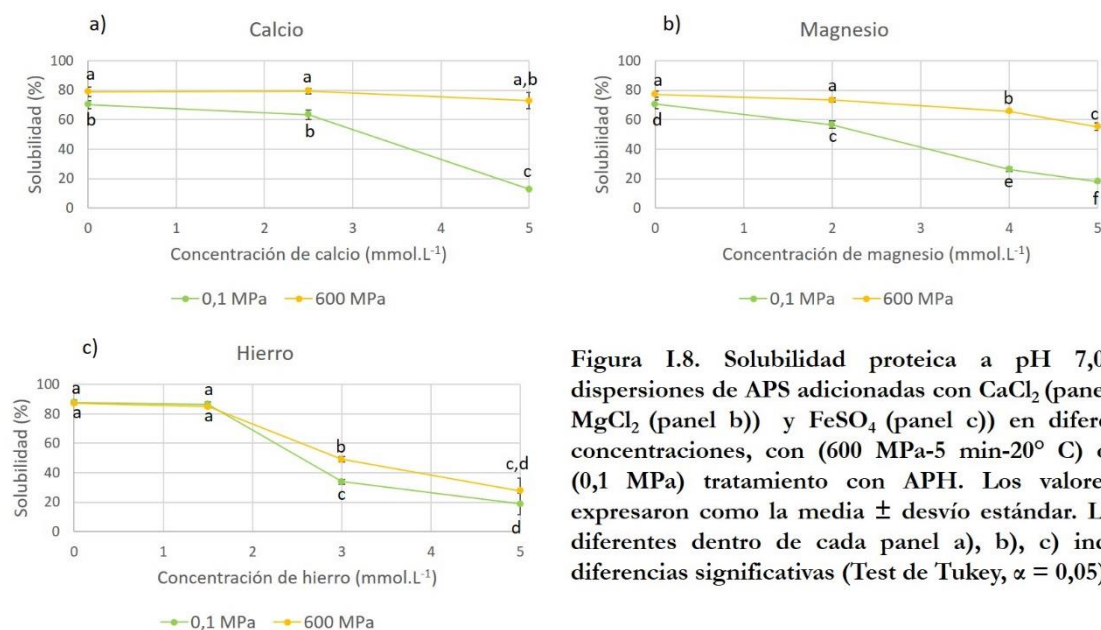 a)
Calcio
Solubilidad (%)
100
80
60
40
20
0
a
a
a,b
b
b
c
0 1 2 3 4 5
Concentración de calcio (mmol.L⁻¹)
0,1 MPa 600 MPa
b)
Magnesio
Solubilidad (%)
100
80
60
40
20
0
a
a
b
c
d
c
e
f
0 1 2 3 4 5
Concentración de magnesio (mmol.L⁻¹)
0,1 MPa 600 MPa
c)
Hierro
Solubilidad (%)
100
80
60
40
20
0
a
a
b
c,d
a
a
c
d
0 1 2 3 4 5
Concentración de hierro (mmol.L⁻¹)
0,1 MPa 600 MPa
Figura I.8. Solubilidad proteica a pH 7,0
dispersiones de APS adicionadas con CaCl₂ (pane
MgCl₂ (panel b)) y FeSO₄ (panel c)) en difer
concentraciones, con (600 MPa-5 min-20° C)
(0,1 MPa) tratamiento con APH. Los valore
expresaron como la media ± desvío estándar. L
diferentes dentro de cada panel a), b), c) ind
diferencias significativas (Test de Tukey, α = 0,05)